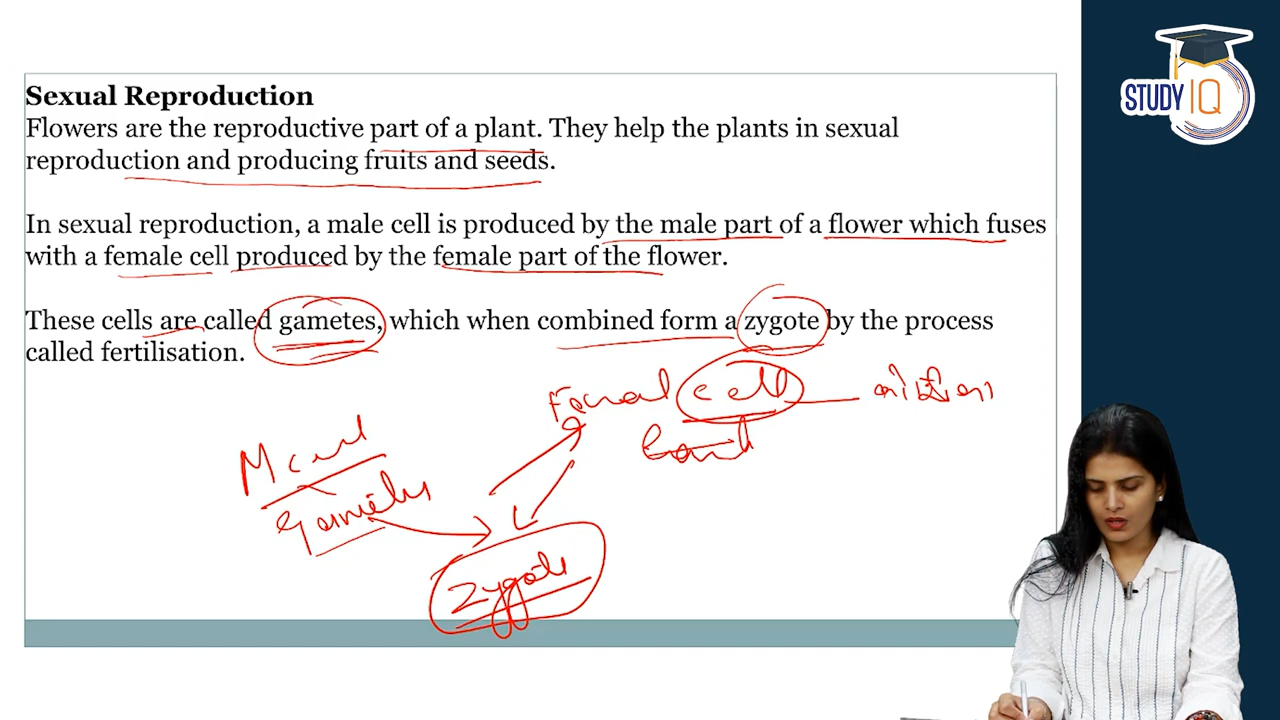 STUDY IQ
Sexual Reproduction
Flowers are the reproductive part of a plant. They help the plants in sexual
reproduction and producing fruits and seeds.
In sexual reproduction, a male cell is produced by the male part of a flower which fuses
with a female cell produced by the female part of the flower.
These cells are called gametes, which when combined form a zygote by the process
called fertilisation.
cell
M cell
Zygote